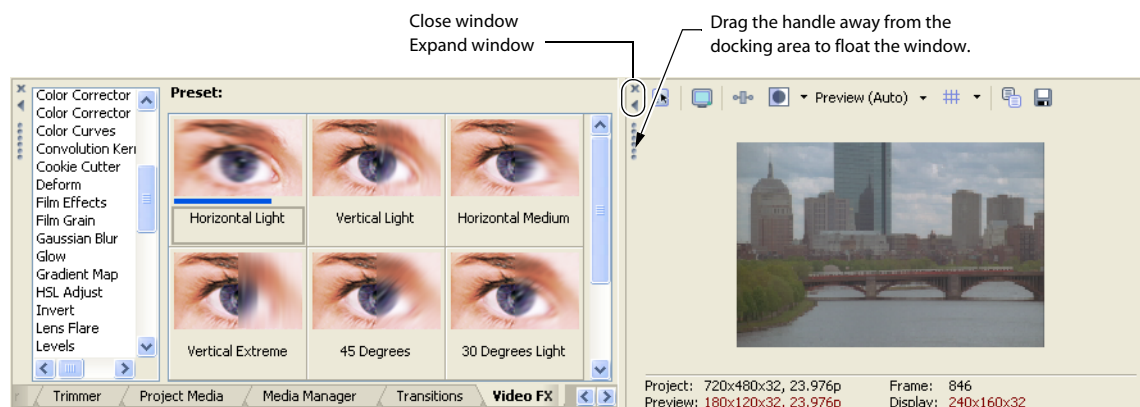 Close window
Expand window
Drag the handle away from the
docking area to float the window.
Color Corrector
Color Corrector
Color Curves
Convolution Ker
Cookie Cutter
Deform
Film Effects
Film Grain
Gaussian Blur
Glow
Gradient Map
HSL Adjust
Invert
Lens Flare
Levels
Preset:
Horizontal Light
Vertical Light
Horizontal Medium
Vertical Extreme
45 Degrees
30 Degrees Light
r Trimmer Project Media Media Manager Transitions Video FX
Preview (Auto)
Project: 720x480x32, 23.976p Frame: 846
Preview: 180x120x32, 23.976p Display: 240x160x32